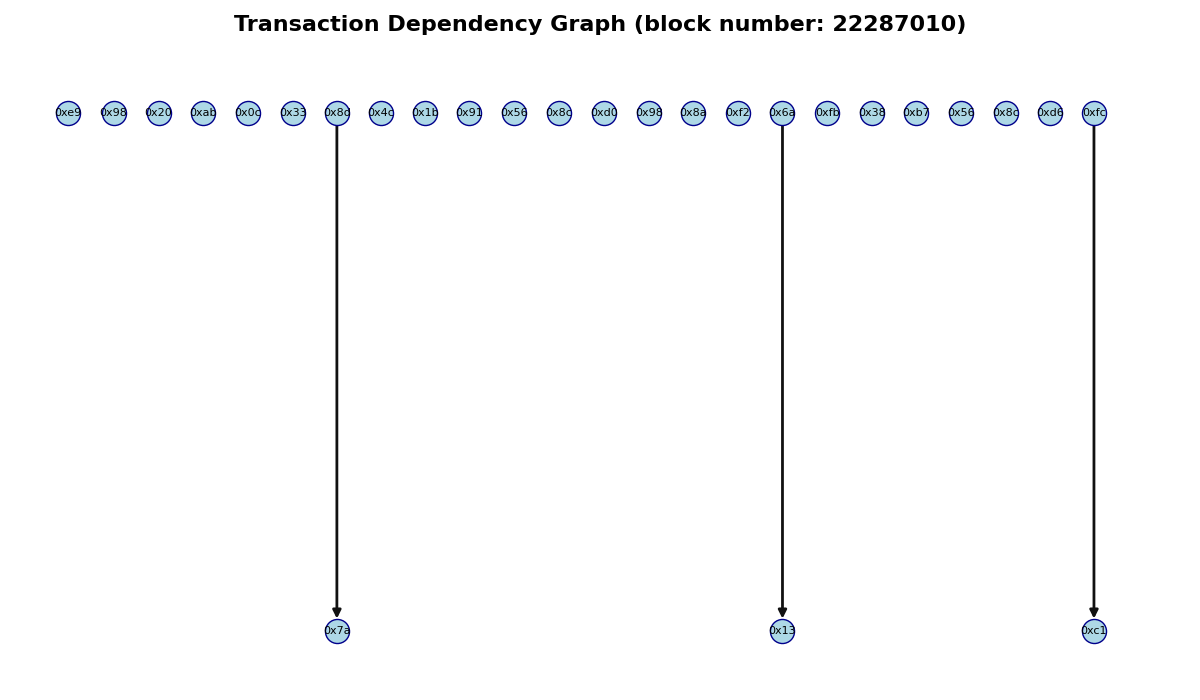 Transaction Dependency Graph (block number: 22287010)
0xe9 0x98 0x20 0xab 0x0c 0x33 0x8d 0x4c 0x1b 0x91 0x56 0x8c 0xd0 0x98 0x8a 0xf2 0x6a 0xfb 0x38 0xb7 0x56 0x8c 0xd6 0xfc
0x7a 0x13 0xc1